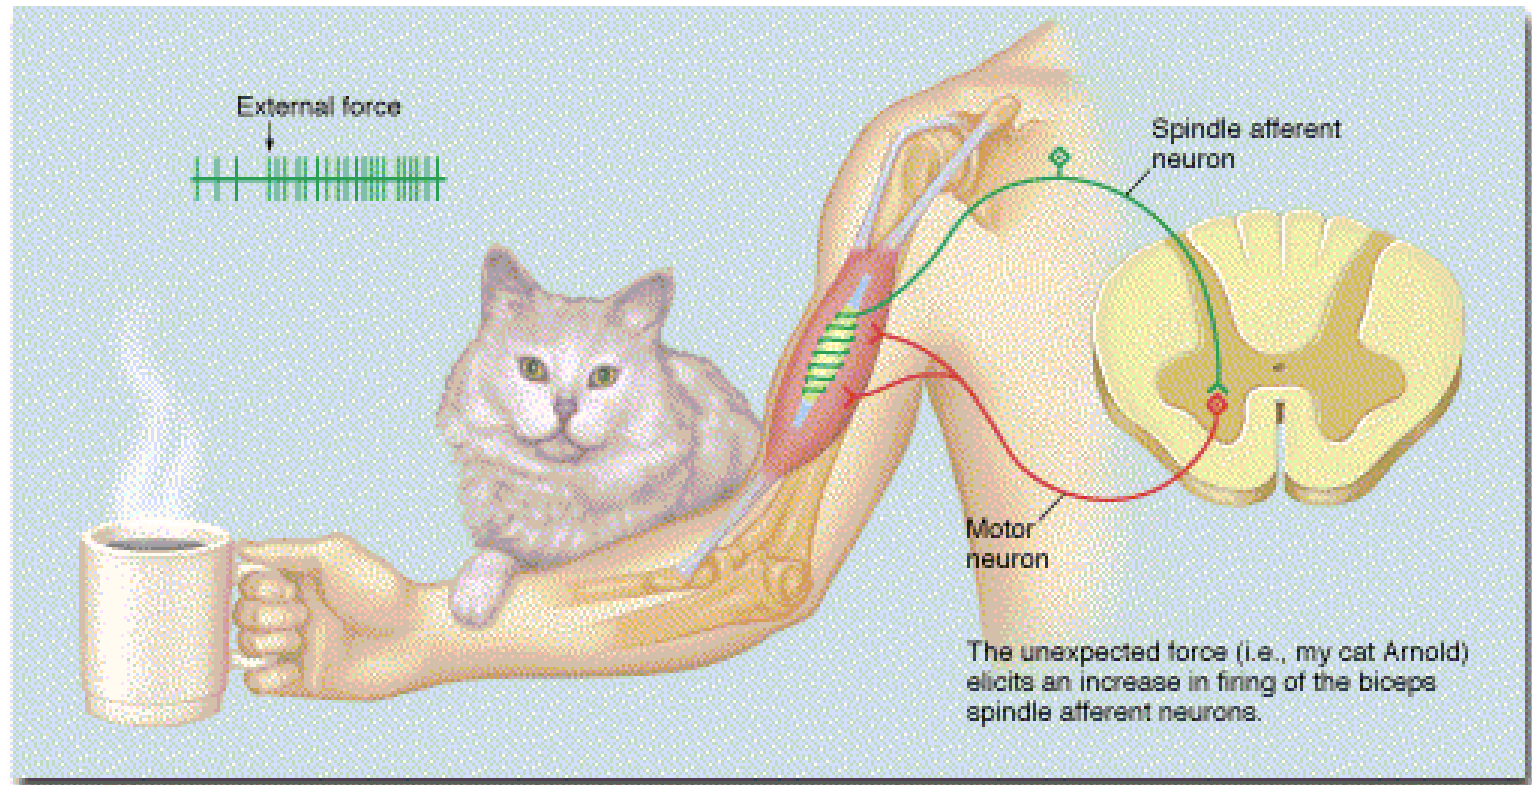 External force
Spindle afferent
neuron
Motor
neuron
The unexpected force (i.e., my cat Arnold)
elicits an increase in firing of the biceps
spindle afferent neurons.